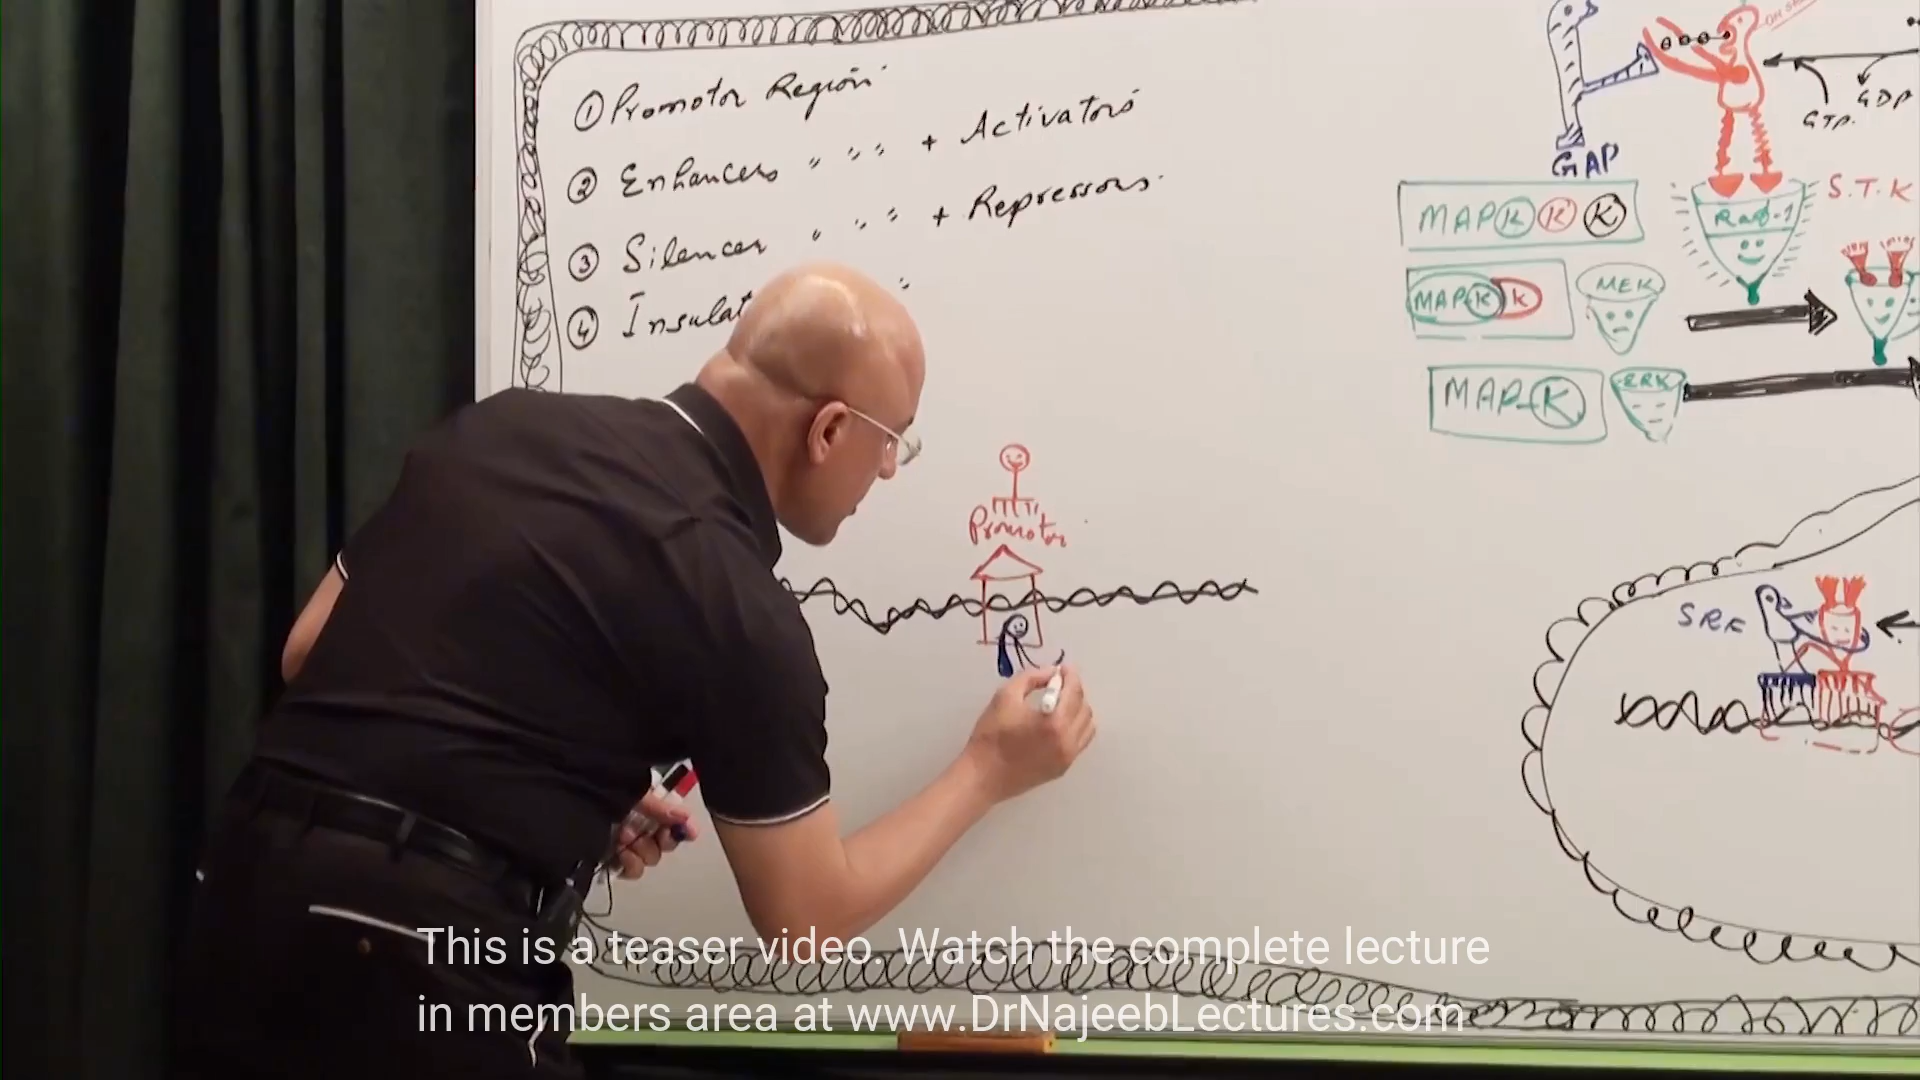 ① Promotor Region
② Enhancers " " " + Activators
③ Silencer " " " + Repressors
④ Insulat
Promotor
GAP
GTP.
GDP
MAP K K K
Raf-1
S.T.K
MAP K K
MEK
MAP K
ERK
SRF
This is a teaser video. Watch the complete lecture
in members area at www.DrNajeebLectures.com